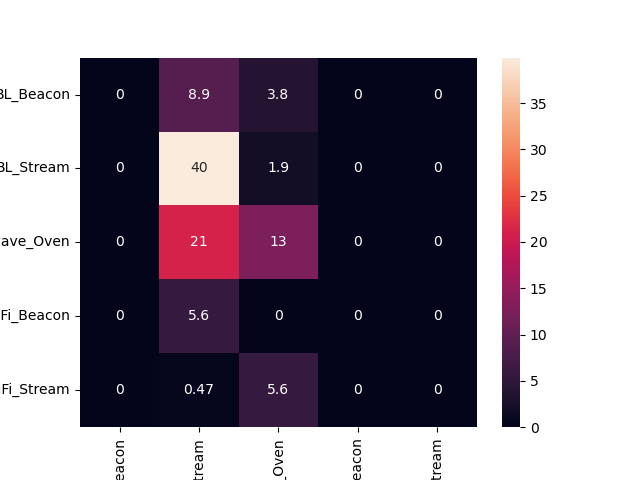 BL_Beacon 0 8.9 3.8 0 0
BL_Stream 0 40 1.9 0 0
ave_Oven 0 21 13 0 0
Fi_Beacon 0 5.6 0 0 0
Fi_Stream 0 0.47 5.6 0 0
eacon
tream
_Oven
eacon
tream
35
30
25
20
15
10
5
0